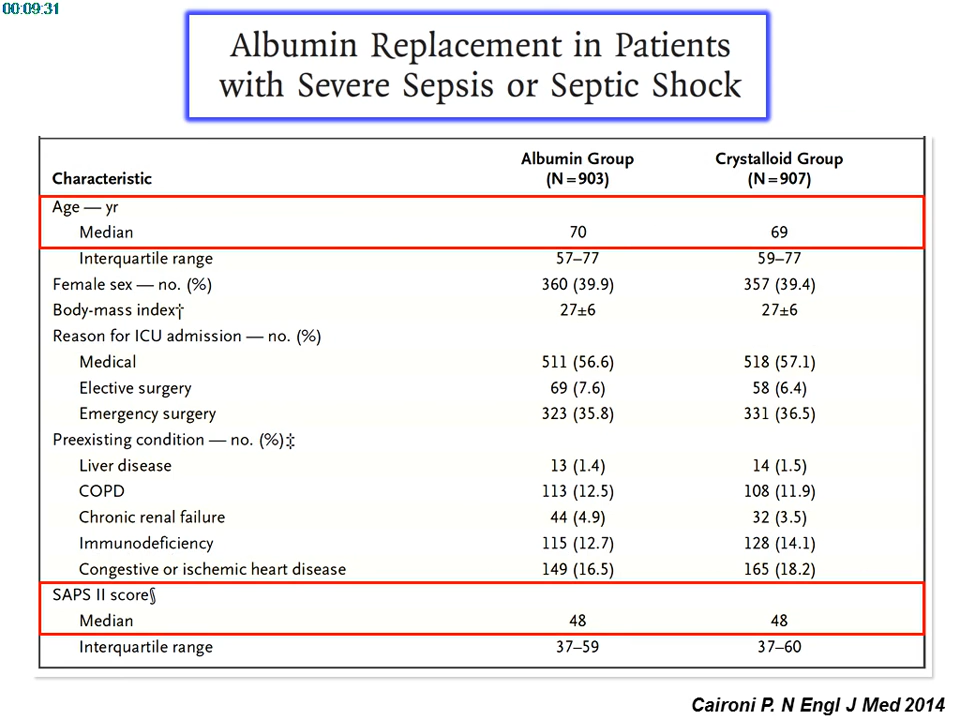 00:09:31
Albumin Replacement in Patients
with Severe Sepsis or Septic Shock
Characteristic Albumin Group (N=903) Crystalloid Group (N=907)
Age — yr
Median 70 69
Interquartile range 57–77 59–77
Female sex — no. (%) 360 (39.9) 357 (39.4)
Body-mass index† 27±6 27±6
Reason for ICU admission — no. (%)
Medical 511 (56.6) 518 (57.1)
Elective surgery 69 (7.6) 58 (6.4)
Emergency surgery 323 (35.8) 331 (36.5)
Preexisting condition — no. (%)‡
Liver disease 13 (1.4) 14 (1.5)
COPD 113 (12.5) 108 (11.9)
Chronic renal failure 44 (4.9) 32 (3.5)
Immunodeficiency 115 (12.7) 128 (14.1)
Congestive or ischemic heart disease 149 (16.5) 165 (18.2)
SAPS II score§
Median 48 48
Interquartile range 37–59 37–60
Caironi P. N Engl J Med 2014